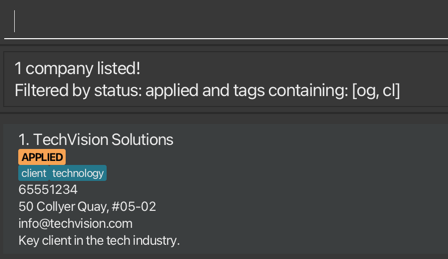 1 company listed!
Filtered by status: applied and tags containing: [og, cl]
1. TechVision Solutions
APPLIED
client technology
65551234
50 Collyer Quay, #05-02
info@techvision.com
Key client in the tech industry.